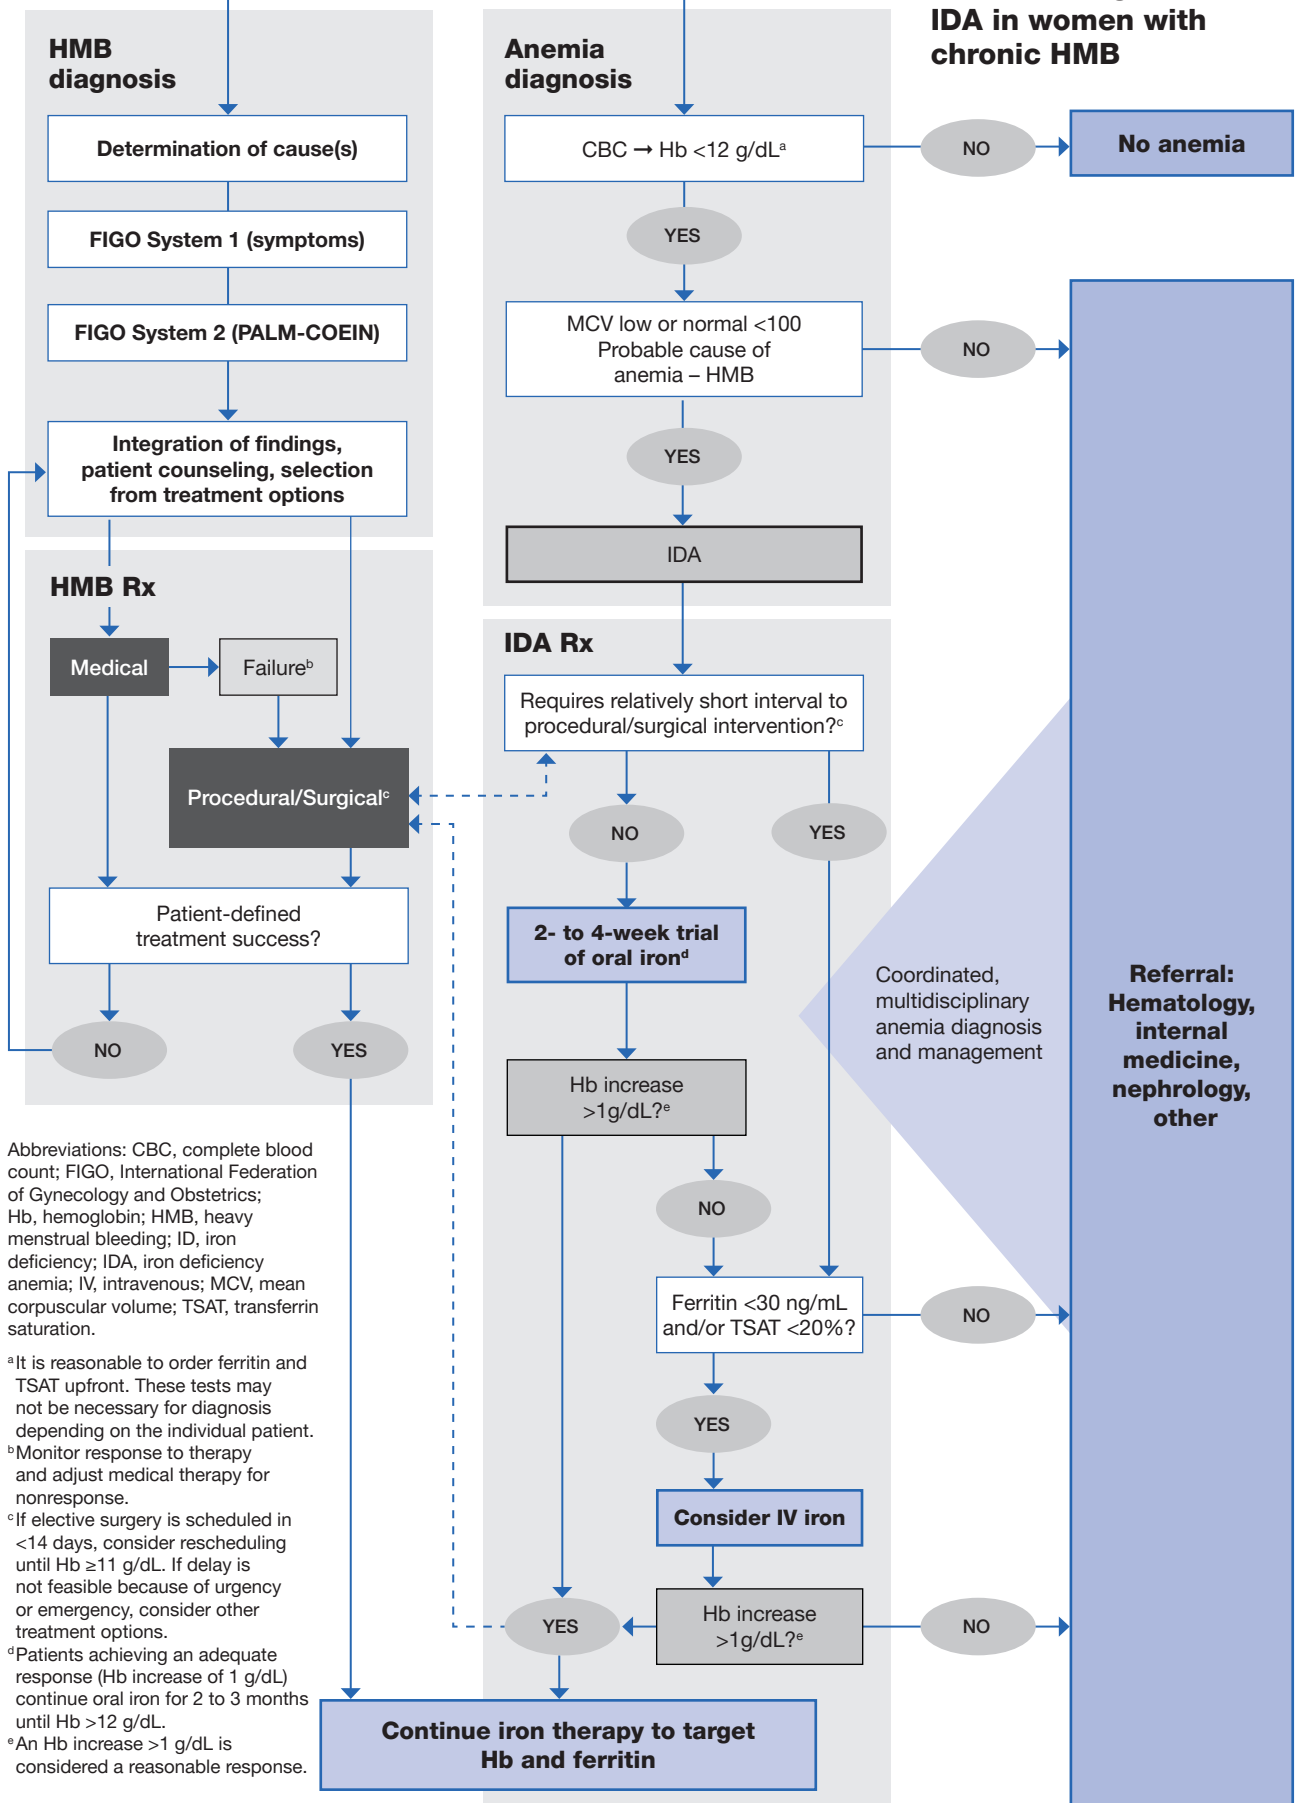 IDA in women with
chronic HMB
HMB
diagnosis
Determination of cause(s)
FIGO System 1 (symptoms)
FIGO System 2 (PALM-COEIN)
Integration of findings,
patient counseling, selection
from treatment options
HMB Rx
Medical
Failureᵇ
Procedural/Surgicalᶜ
Patient-defined
treatment success?
NO
YES
Anemia
diagnosis
CBC → Hb <12 g/dLᵃ
NO
No anemia
YES
MCV low or normal <100
Probable cause of
anemia – HMB
NO
YES
IDA
IDA Rx
Requires relatively short interval to
procedural/surgical intervention?ᶜ
NO
YES
2- to 4-week trial
of oral ironᵈ
Hb increase
>1g/dL?ᵉ
NO
Ferritin <30 ng/mL
and/or TSAT <20%?
NO
YES
Consider IV iron
Hb increase
>1g/dL?ᵉ
YES
NO
Continue iron therapy to target
Hb and ferritin
Coordinated,
multidisciplinary
anemia diagnosis
and management
Referral:
Hematology,
internal
medicine,
nephrology,
other
Abbreviations: CBC, complete blood
count; FIGO, International Federation
of Gynecology and Obstetrics;
Hb, hemoglobin; HMB, heavy
menstrual bleeding; ID, iron
deficiency; IDA, iron deficiency
anemia; IV, intravenous; MCV, mean
corpuscular volume; TSAT, transferrin
saturation.
ᵃIt is reasonable to order ferritin and
TSAT upfront. These tests may
not be necessary for diagnosis
depending on the individual patient.
ᵇMonitor response to therapy
and adjust medical therapy for
nonresponse.
ᶜIf elective surgery is scheduled in
<14 days, consider rescheduling
until Hb ≥11 g/dL. If delay is
not feasible because of urgency
or emergency, consider other
treatment options.
ᵈPatients achieving an adequate
response (Hb increase of 1 g/dL)
continue oral iron for 2 to 3 months
until Hb >12 g/dL.
ᵉAn Hb increase >1 g/dL is
considered a reasonable response.